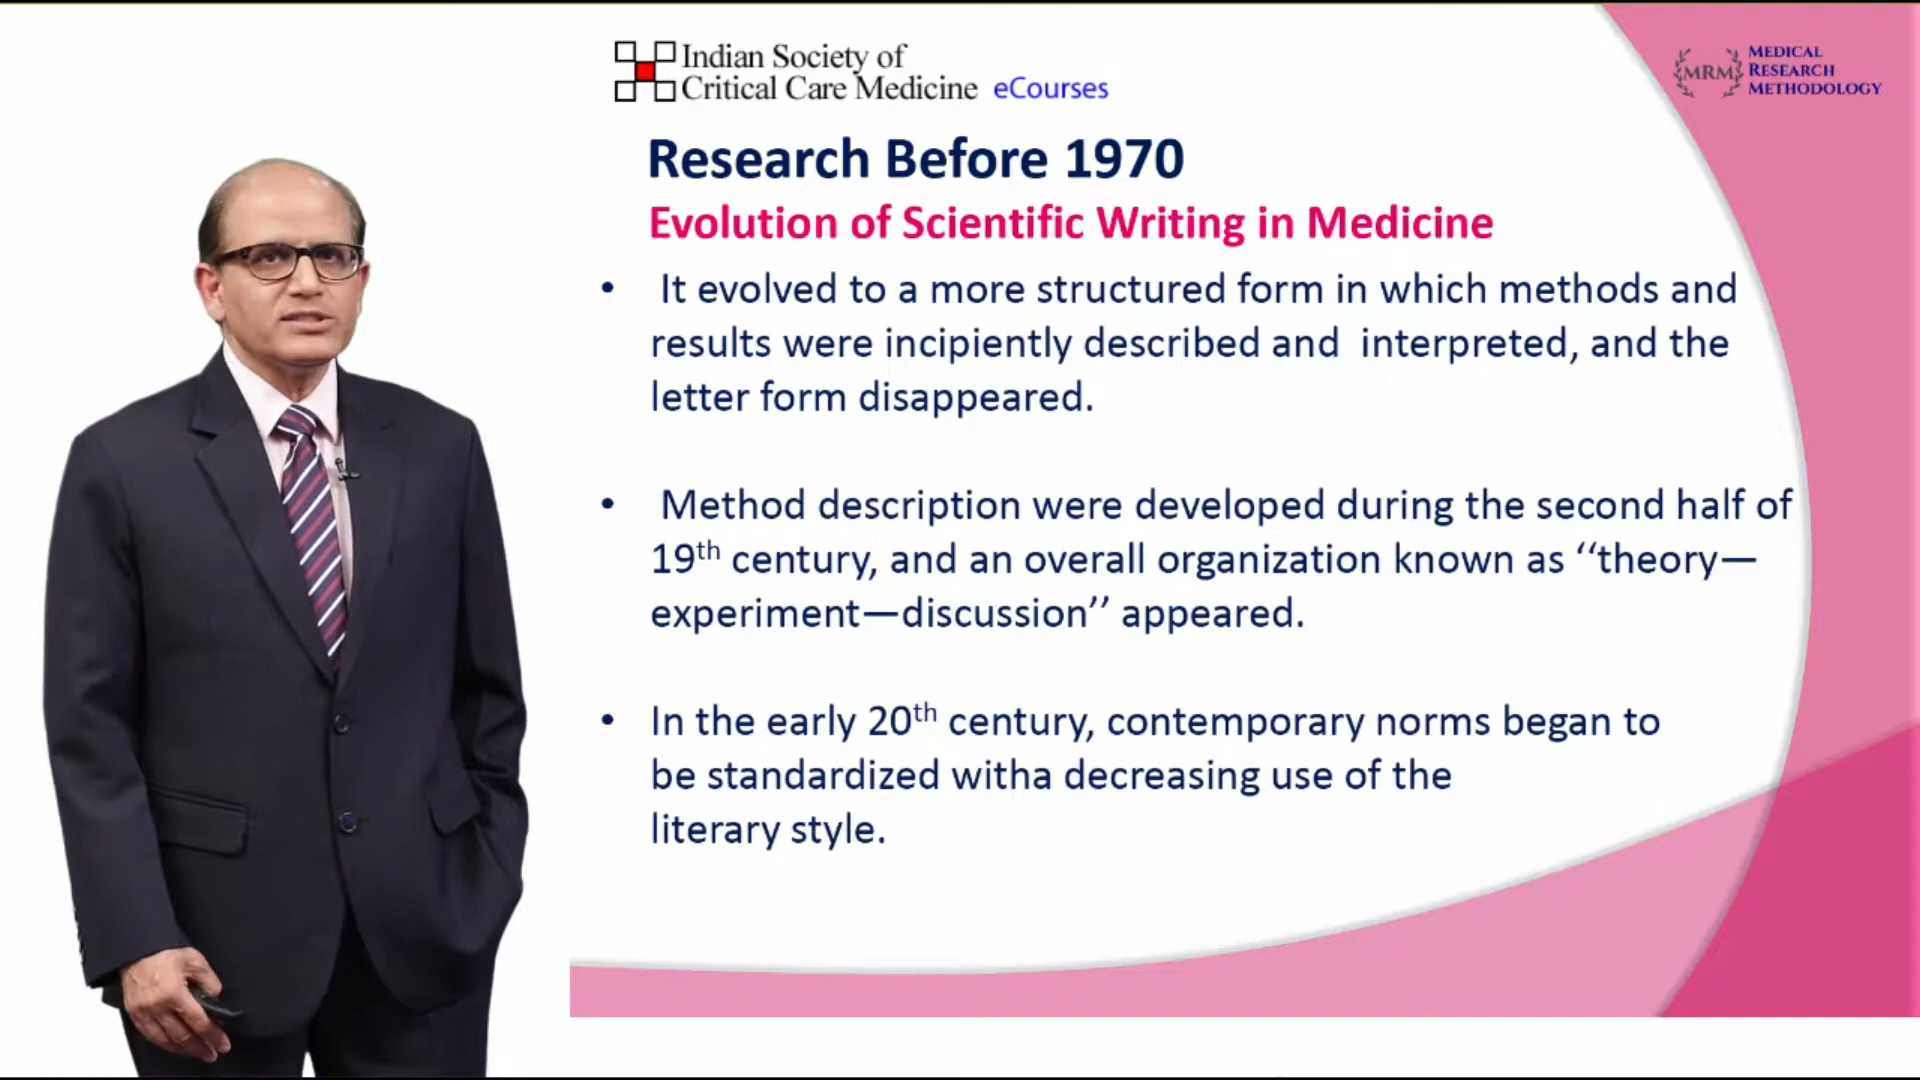 Indian Society of
Critical Care Medicine eCourses
MRM
MEDICAL
RESEARCH
METHODOLOGY
Research Before 1970
Evolution of Scientific Writing in Medicine
• It evolved to a more structured form in which methods and
results were incipiently described and interpreted, and the
letter form disappeared.
• Method description were developed during the second half of
19th century, and an overall organization known as ‘‘theory—
experiment—discussion’’ appeared.
• In the early 20th century, contemporary norms began to
be standardized witha decreasing use of the
literary style.